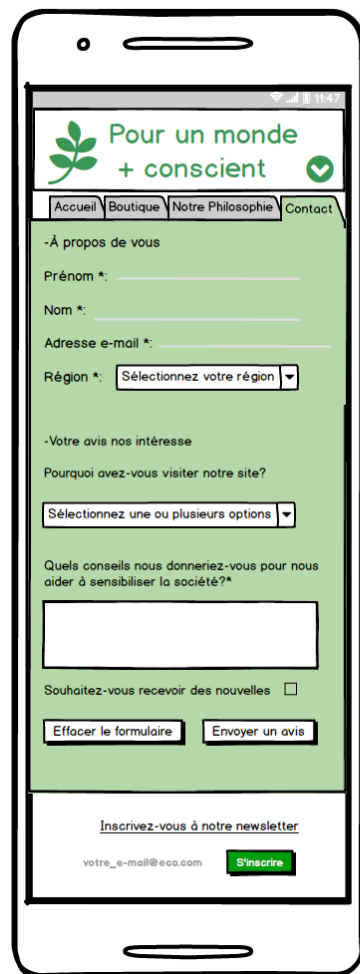 11:47
Pour un monde
+ conscient
Accueil Boutique Notre Philosophie Contact
-À propos de vous
Prénom *:
Nom *:
Adresse e-mail *:
Région *: Sélectionnez votre région
-Votre avis nos intéresse
Pourquoi avez-vous visiter notre site?
Sélectionnez une ou plusieurs options
Quels conseils nous donneriez-vous pour nous
aider à sensibiliser la société?*
Souhaitez-vous recevoir des nouvelles
Effacer le formulaire Envoyer un avis
Inscrivez-vous à notre newsletter
votre_e-mail@eco.com S'inscrire